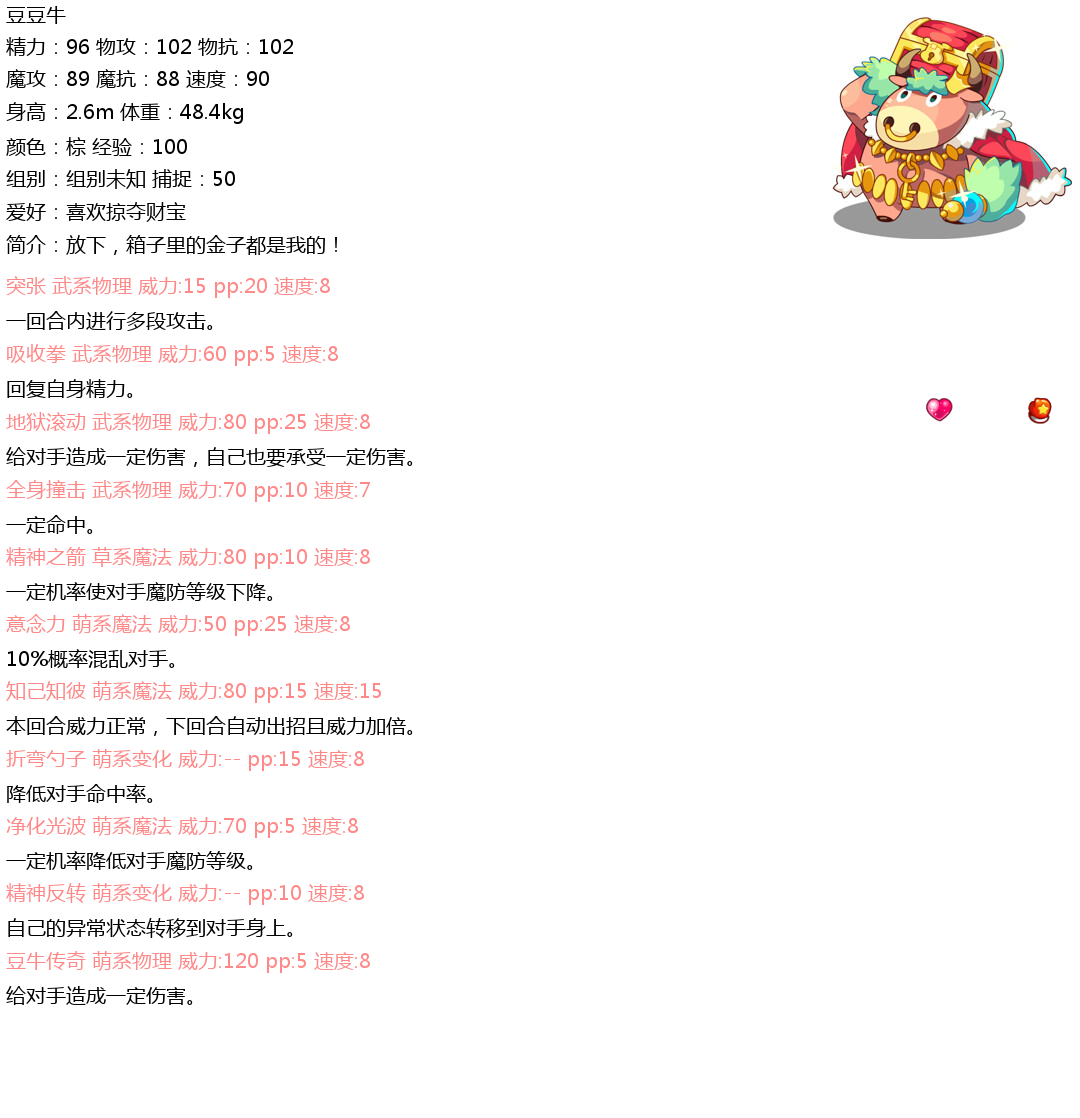 豆豆牛
精力：96 物攻：102 物抗：102
魔攻：89 魔抗：88 速度：90
身高：2.6m 体重：48.4kg
颜色：棕 经验：100
组别：组别未知 捕捉：50
爱好：喜欢掠夺财宝
简介：放下，箱子里的金子都是我的！
突张 武系物理 威力:15 pp:20 速度:8
一回合内进行多段攻击。
吸收拳 武系物理 威力:60 pp:5 速度:8
回复自身精力。
地狱滚动 武系物理 威力:80 pp:25 速度:8
给对手造成一定伤害，自己也要承受一定伤害。
全身撞击 武系物理 威力:70 pp:10 速度:7
一定命中。
精神之箭 草系魔法 威力:80 pp:10 速度:8
一定机率使对手魔防等级下降。
意念力 萌系魔法 威力:50 pp:25 速度:8
10%概率混乱对手。
知己知彼 萌系魔法 威力:80 pp:15 速度:15
本回合威力正常，下回合自动出招且威力加倍。
折弯勺子 萌系变化 威力:-- pp:15 速度:8
降低对手命中率。
净化光波 萌系魔法 威力:70 pp:5 速度:8
一定机率降低对手魔防等级。
精神反转 萌系变化 威力:-- pp:10 速度:8
自己的异常状态转移到对手身上。
豆牛传奇 萌系物理 威力:120 pp:5 速度:8
给对手造成一定伤害。